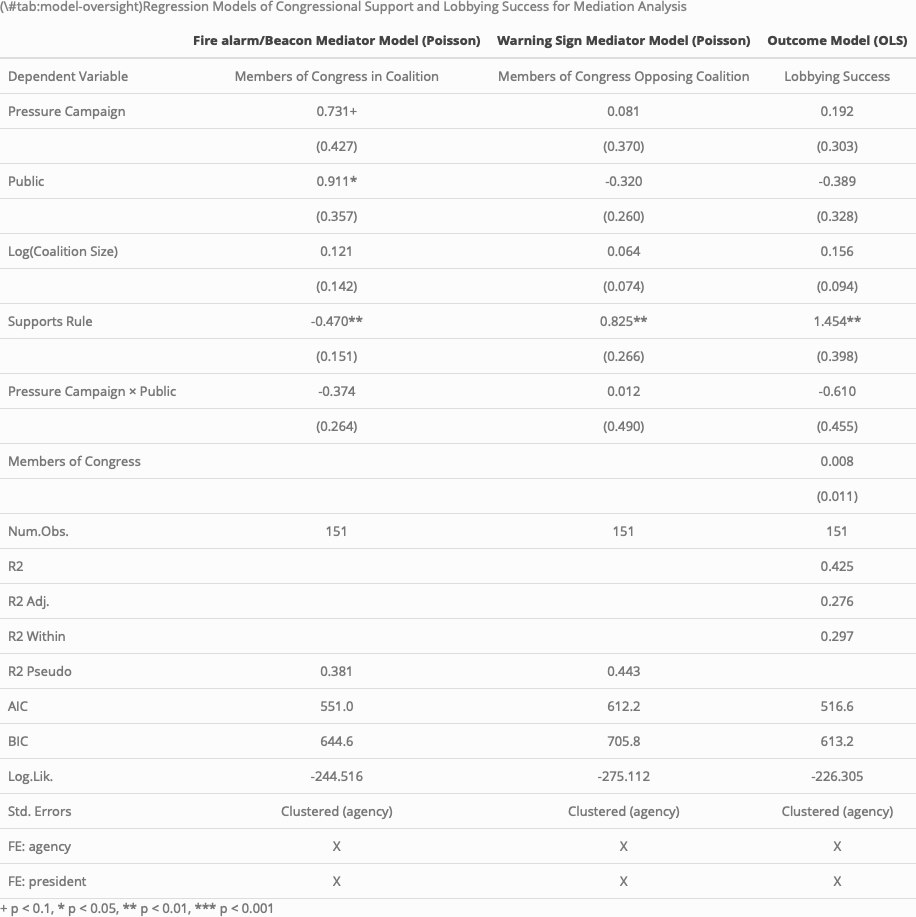 (\#tab:model-oversight)Regression Models of Congressional Support and Lobbying Success for Mediation Analysis
Fire alarm/Beacon Mediator Model (Poisson) Warning Sign Mediator Model (Poisson) Outcome Model (OLS)
Dependent Variable Members of Congress in Coalition Members of Congress Opposing Coalition Lobbying Success
Pressure Campaign 0.731+ 0.081 0.192
(0.427) (0.370) (0.303)
Public 0.911* -0.320 -0.389
(0.357) (0.260) (0.328)
Log(Coalition Size) 0.121 0.064 0.156
(0.142) (0.074) (0.094)
Supports Rule -0.470** 0.825** 1.454**
(0.151) (0.266) (0.398)
Pressure Campaign × Public -0.374 0.012 -0.610
(0.264) (0.490) (0.455)
Members of Congress 0.008
(0.011)
Num.Obs. 151 151 151
R2 0.425
R2 Adj. 0.276
R2 Within 0.297
R2 Pseudo 0.381 0.443
AIC 551.0 612.2 516.6
BIC 644.6 705.8 613.2
Log.Lik. -244.516 -275.112 -226.305
Std. Errors Clustered (agency) Clustered (agency) Clustered (agency)
FE: agency X X X
FE: president X X X
+ p < 0.1, * p < 0.05, ** p < 0.01, *** p < 0.001